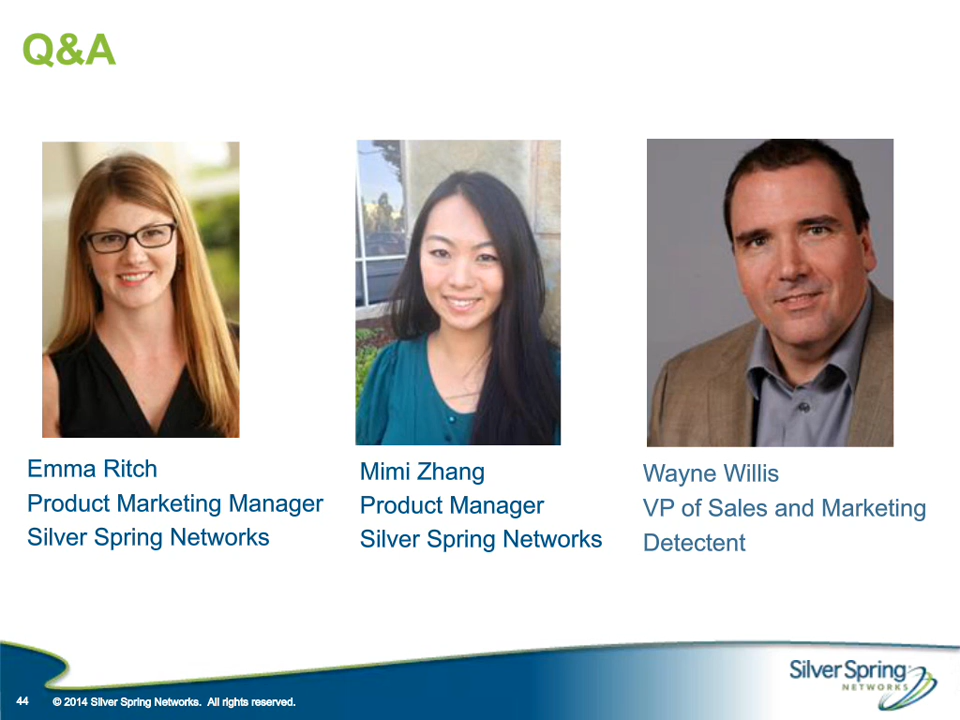 Q&A
Emma Ritch
Product Marketing Manager
Silver Spring Networks
Mimi Zhang
Product Manager
Silver Spring Networks
Wayne Willis
VP of Sales and Marketing
Detectent
44
© 2014 Silver Spring Networks. All rights reserved.
Silver Spring
NETWORKS